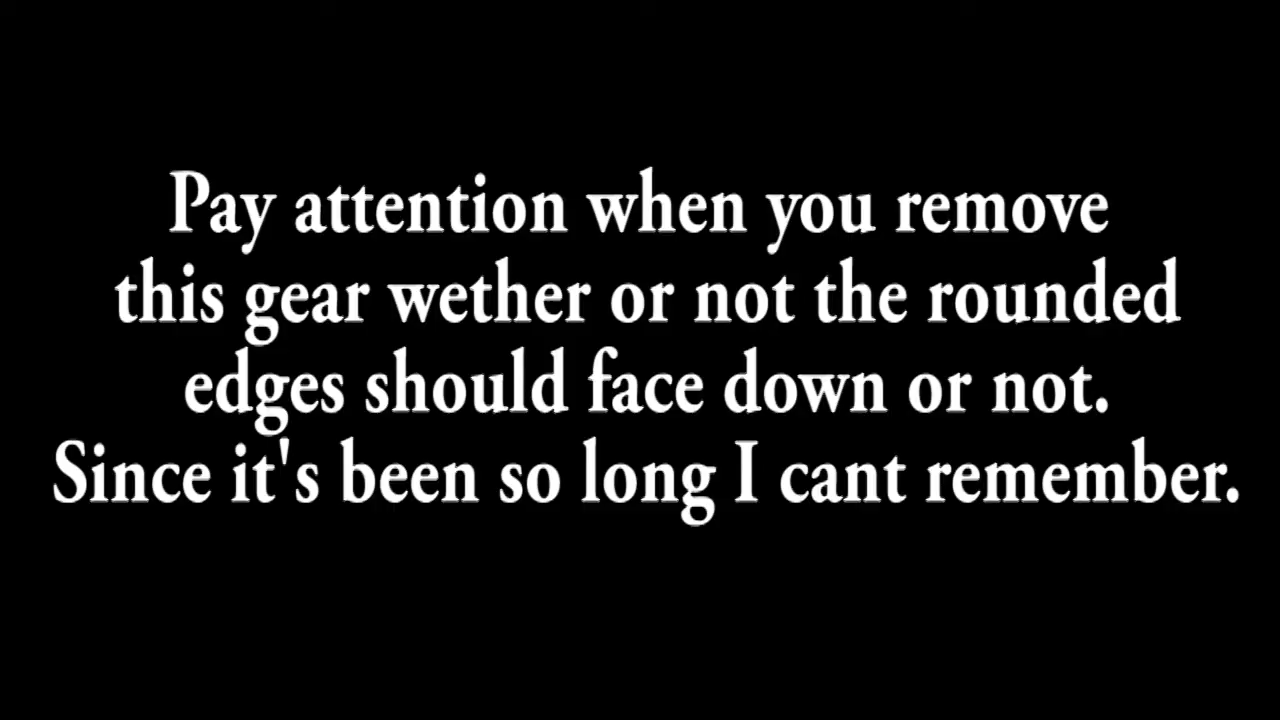 Pay attention when you remove
this gear wether or not the rounded
edges should face down or not.
Since it's been so long I cant remember.